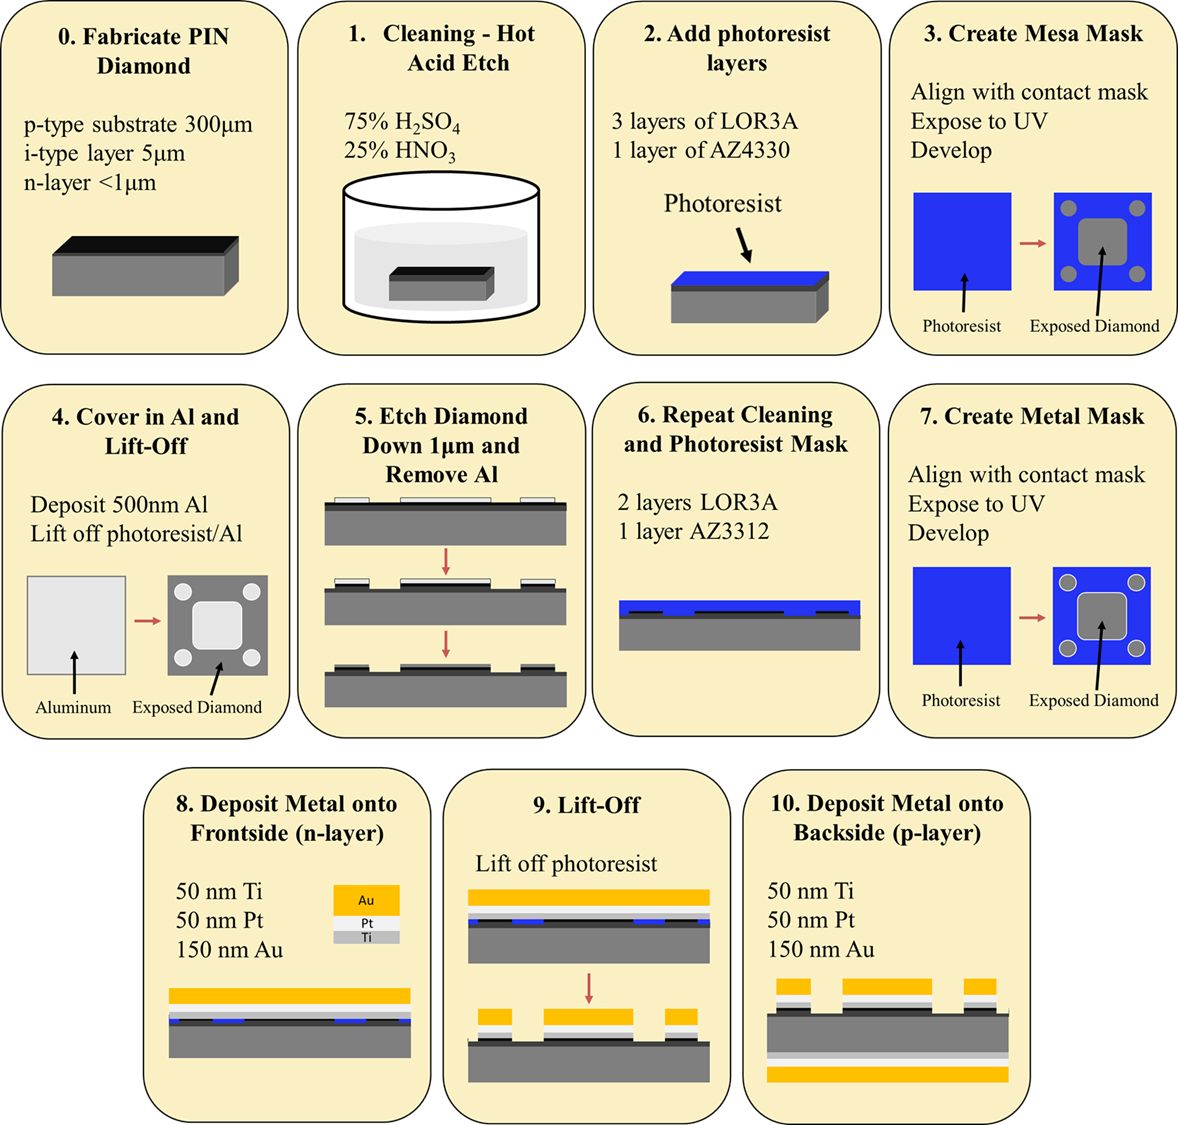 0. Fabricate PIN
Diamond
p-type substrate 300μm
i-type layer 5μm
n-layer <1μm
1. Cleaning - Hot
Acid Etch
75% H₂SO₄
25% HNO₃
2. Add photoresist
layers
3 layers of LOR3A
1 layer of AZ4330
Photoresist
3. Create Mesa Mask
Align with contact mask
Expose to UV
Develop
Photoresist
Exposed Diamond
4. Cover in Al and
Lift-Off
Deposit 500nm Al
Lift off photoresist/Al
Aluminum
Exposed Diamond
5. Etch Diamond
Down 1μm and
Remove Al
6. Repeat Cleaning
and Photoresist Mask
2 layers LOR3A
1 layer AZ3312
7. Create Metal Mask
Align with contact mask
Expose to UV
Develop
Photoresist
Exposed Diamond
8. Deposit Metal onto
Frontside (n-layer)
50 nm Ti
50 nm Pt
150 nm Au
Au
Pt
Ti
9. Lift-Off
Lift off photoresist
10. Deposit Metal onto
Backside (p-layer)
50 nm Ti
50 nm Pt
150 nm Au